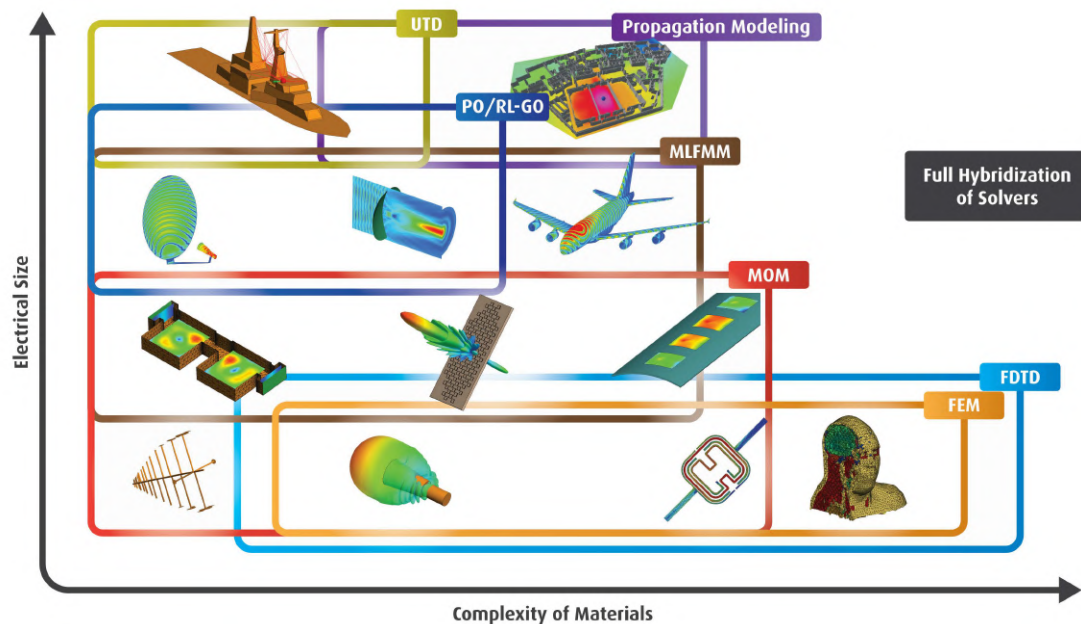 UTD
Propagation Modeling
PO/RL-GO
MLFMM
Full Hybridization
of Solvers
MOM
FDTD
FEM
Electrical Size
Complexity of Materials